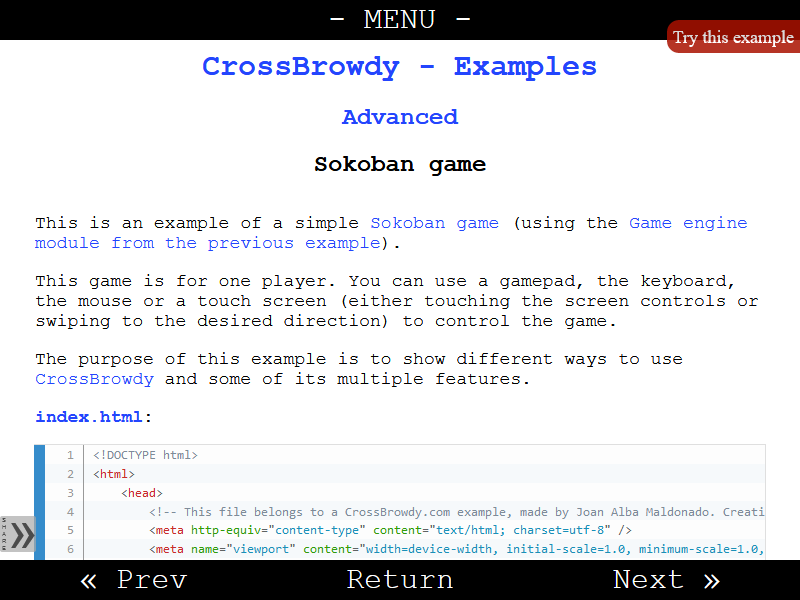 - MENU -
Try this example
CrossBrowdy - Examples
Advanced
Sokoban game
This is an example of a simple Sokoban game (using the Game engine
module from the previous example).
This game is for one player. You can use a gamepad, the keyboard,
the mouse or a touch screen (either touching the screen controls or
swiping to the desired direction) to control the game.
The purpose of this example is to show different ways to use
CrossBrowdy and some of its multiple features.
index.html:
1 <!DOCTYPE html>
2 <html>
3 <head>
4 <!-- This file belongs to a CrossBrowdy.com example, made by Joan Alba Maldonado. Creati
5 <meta http-equiv="content-type" content="text/html; charset=utf-8" />
6 <meta name="viewport" content="width=device-width, initial-scale=1.0, minimum-scale=1.0,
SHARE »
« Prev
Return
Next »